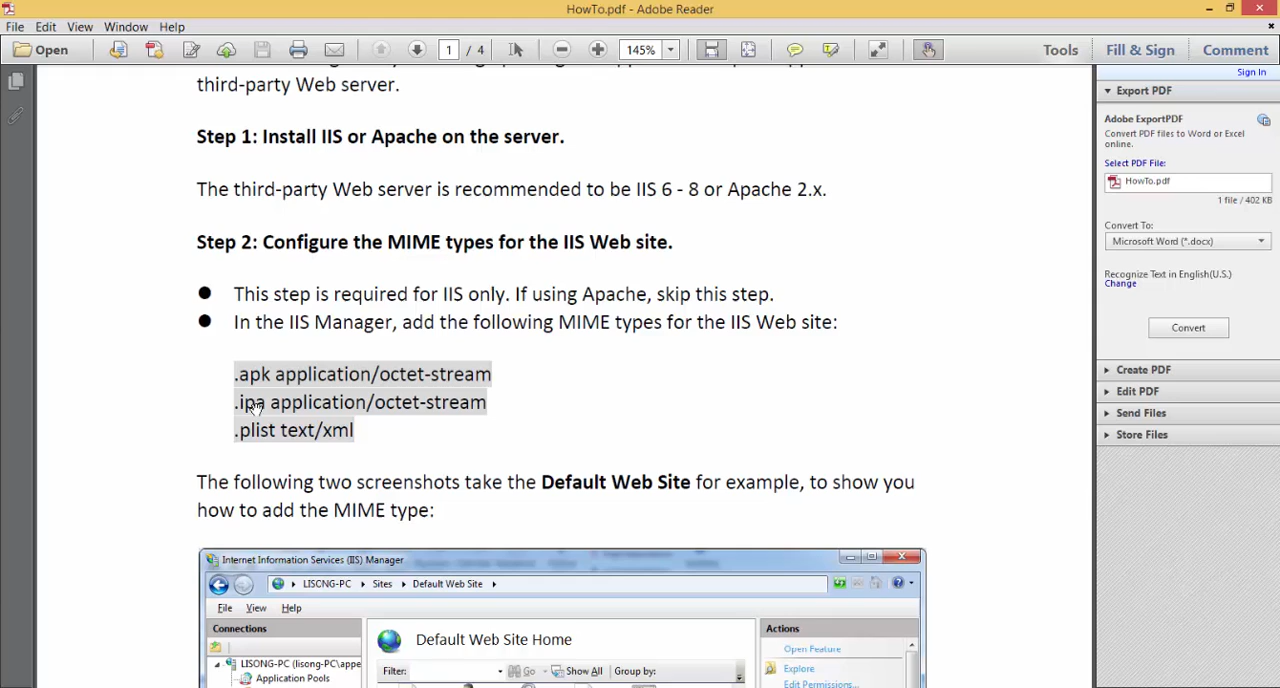 HowTo.pdf - Adobe Reader
File Edit View Window Help
Open 1 / 4 145% Tools Fill & Sign Comment
Sign In
third-party Web server.
Step 1: Install IIS or Apache on the server.
The third-party Web server is recommended to be IIS 6 - 8 or Apache 2.x.
Step 2: Configure the MIME types for the IIS Web site.
● This step is required for IIS only. If using Apache, skip this step.
● In the IIS Manager, add the following MIME types for the IIS Web site:
.apk application/octet-stream
.ipa application/octet-stream
.plist text/xml
The following two screenshots take the Default Web Site for example, to show you
how to add the MIME type:
Internet Information Services (IIS) Manager
LISONG-PC Sites Default Web Site
File View Help
Connections
LISONG-PC (lisong-pc\appe
Application Pools
Default Web Site Home
Filter: Go Show All Group by:
Actions
Open Feature
Explore
Edit Permissions...
Export PDF
Adobe ExportPDF
Convert PDF files to Word or Excel
online.
Select PDF File:
HowTo.pdf
1 file / 402 KB
Convert To:
Microsoft Word (*.docx)
Recognize Text in English(U.S.)
Change
Convert
Create PDF
Edit PDF
Send Files
Store Files